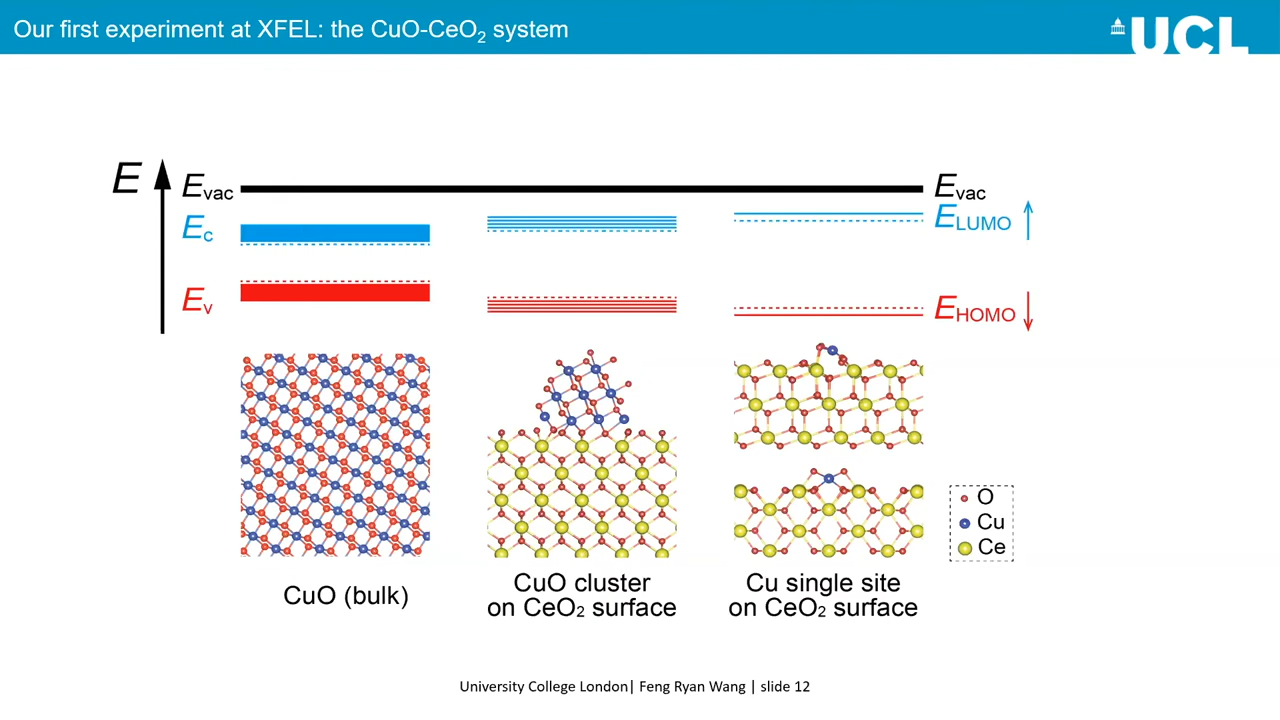 Our first experiment at XFEL: the CuO-CeO₂ system
UCL
E
Evac
Evac
Ec
ELUMO
Ev
EHOMO
O
Cu
Ce
CuO (bulk)
CuO cluster
on CeO₂ surface
Cu single site
on CeO₂ surface
University College London| Feng Ryan Wang | slide 12